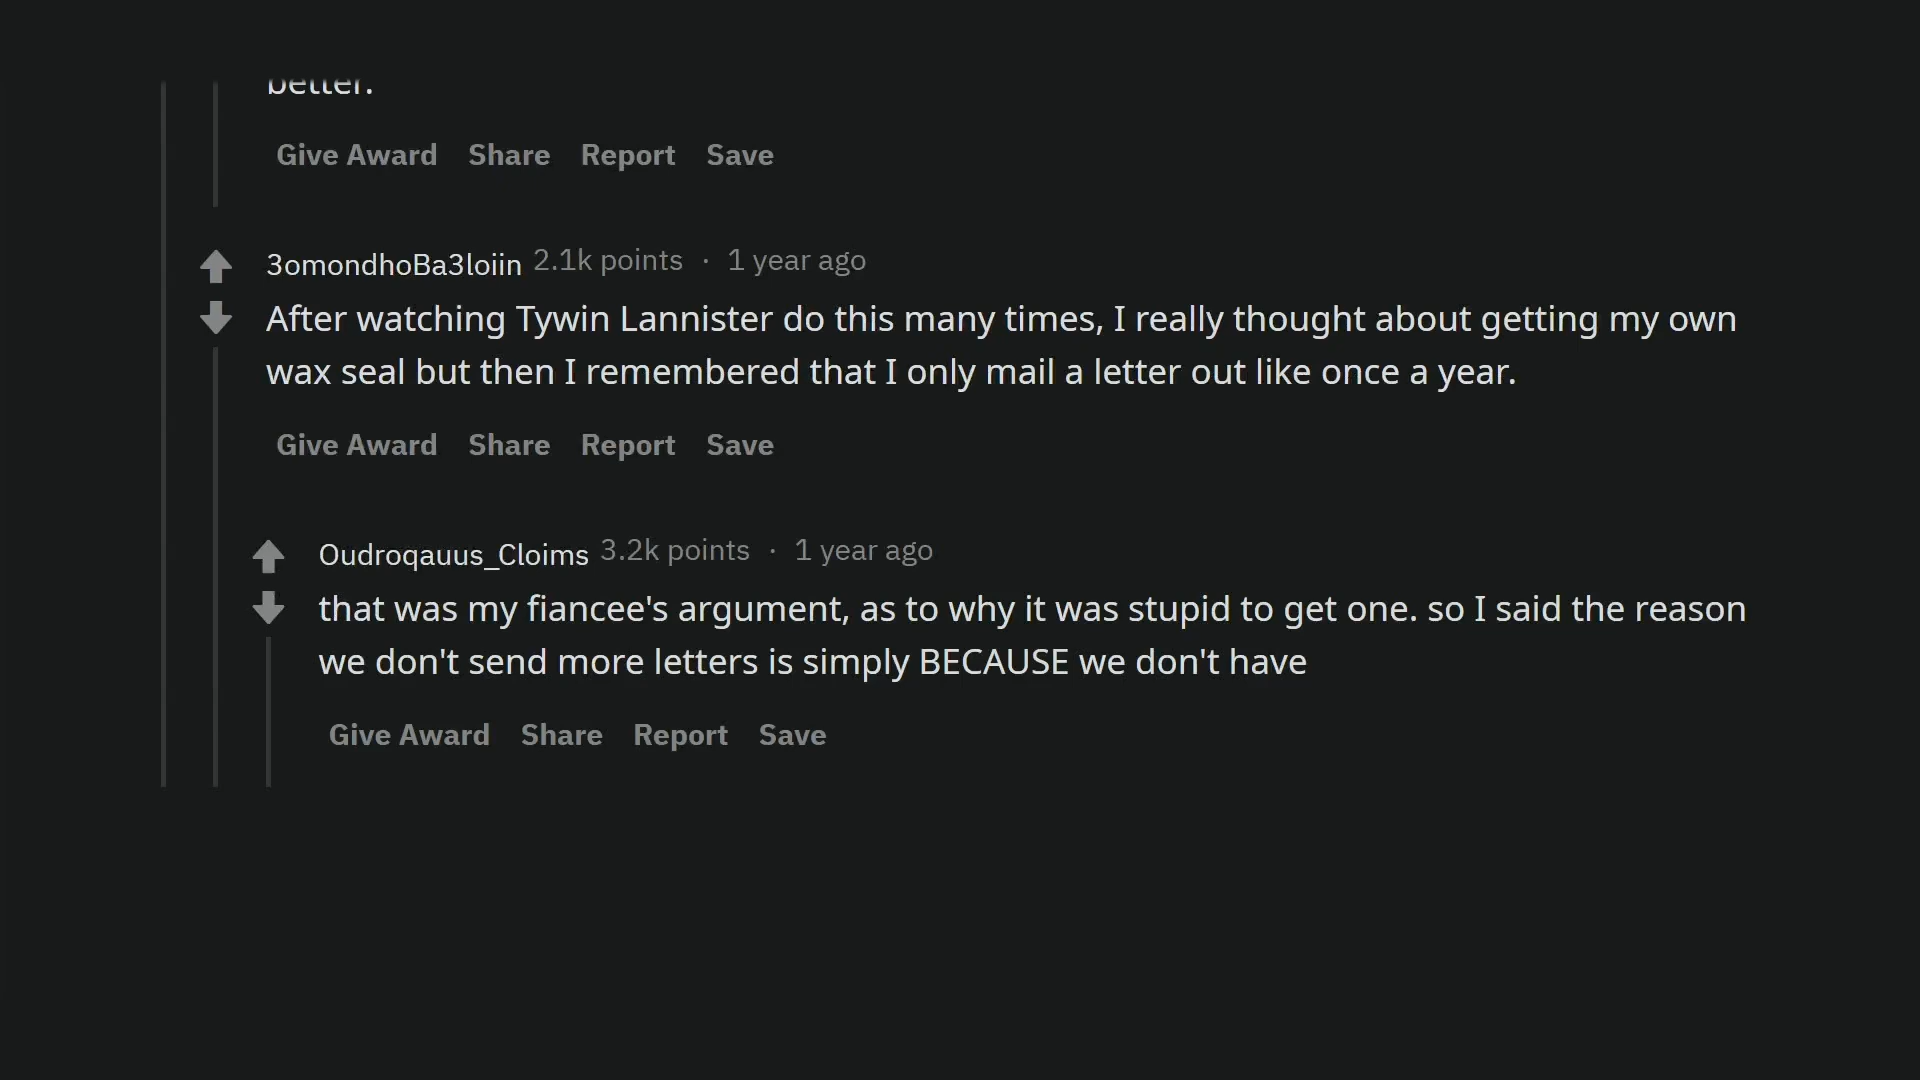 better.
Give Award Share Report Save
3omondhoBa3loiin 2.1k points · 1 year ago
After watching Tywin Lannister do this many times, I really thought about getting my own
wax seal but then I remembered that I only mail a letter out like once a year.
Give Award Share Report Save
Oudroqauus_Cloims 3.2k points · 1 year ago
that was my fiancee's argument, as to why it was stupid to get one. so I said the reason
we don't send more letters is simply BECAUSE we don't have
Give Award Share Report Save